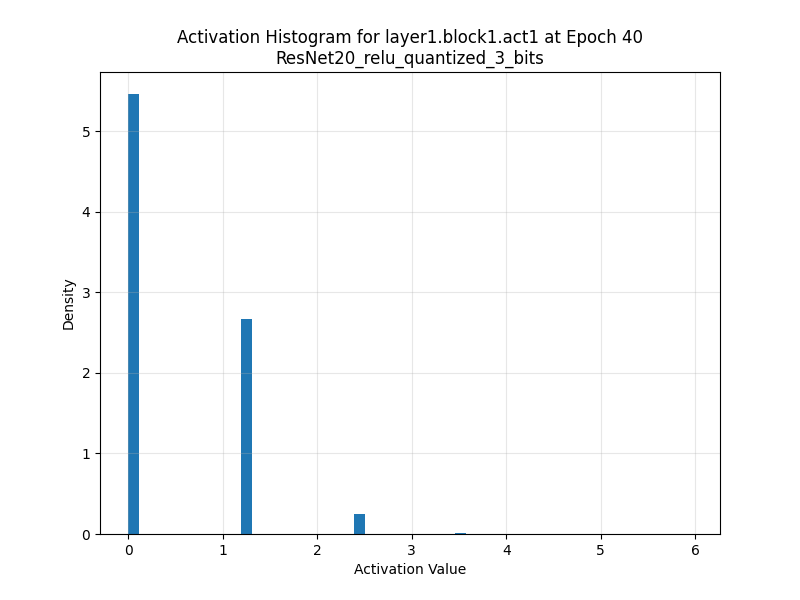 Activation Histogram for layer1.block1.act1 at Epoch 40
ResNet20_relu_quantized_3_bits
5
4
3
2
1
0
Density
0 1 2 3 4 5 6
Activation Value